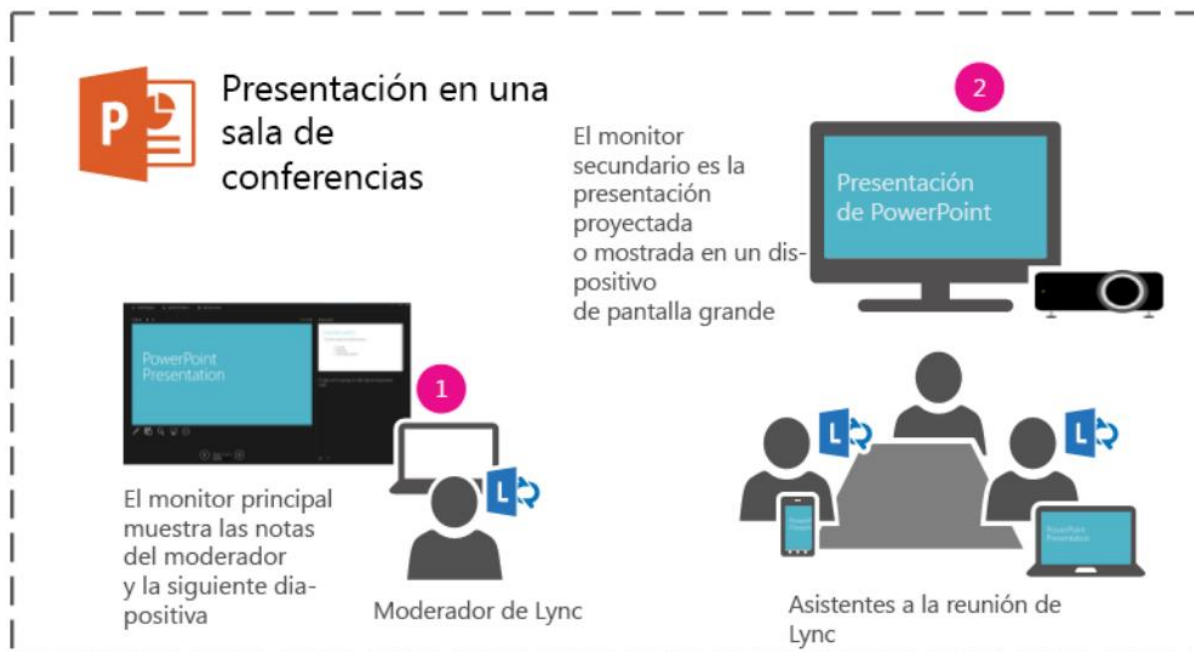 P
Presentación en una
sala de
conferencias
2
El monitor
secundario es la
presentación
proyectada
o mostrada en un dis-
positivo
de pantalla grande
Presentación
de PowerPoint
PowerPoint
Presentation
1
El monitor principal
muestra las notas
del moderador
y la siguiente dia-
positiva
L
Moderador de Lync
L
L
PowerPoint
Presentation
Asistentes a la reunión de
Lync